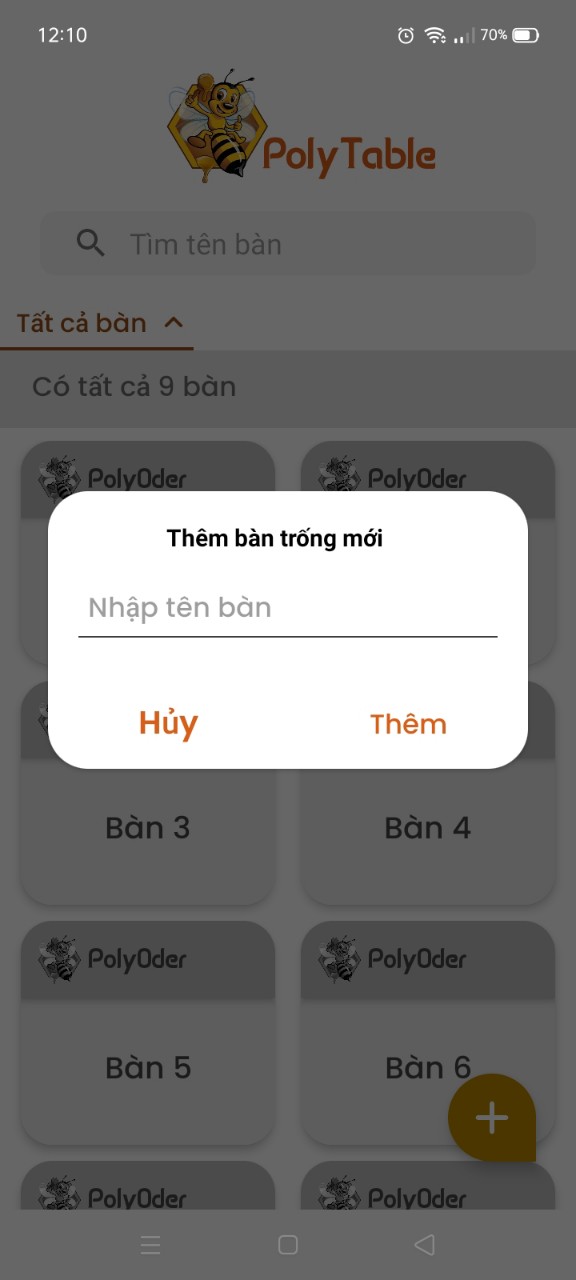 12:10
70%
PolyTable
Tìm tên bàn
Tất cả bàn
Có tất cả 9 bàn
PolyOder PolyOder
Thêm bàn trống mới
Nhập tên bàn
Hủy Thêm
Bàn 3 Bàn 4
PolyOder PolyOder
Bàn 5 Bàn 6
PolyOder PolyOder